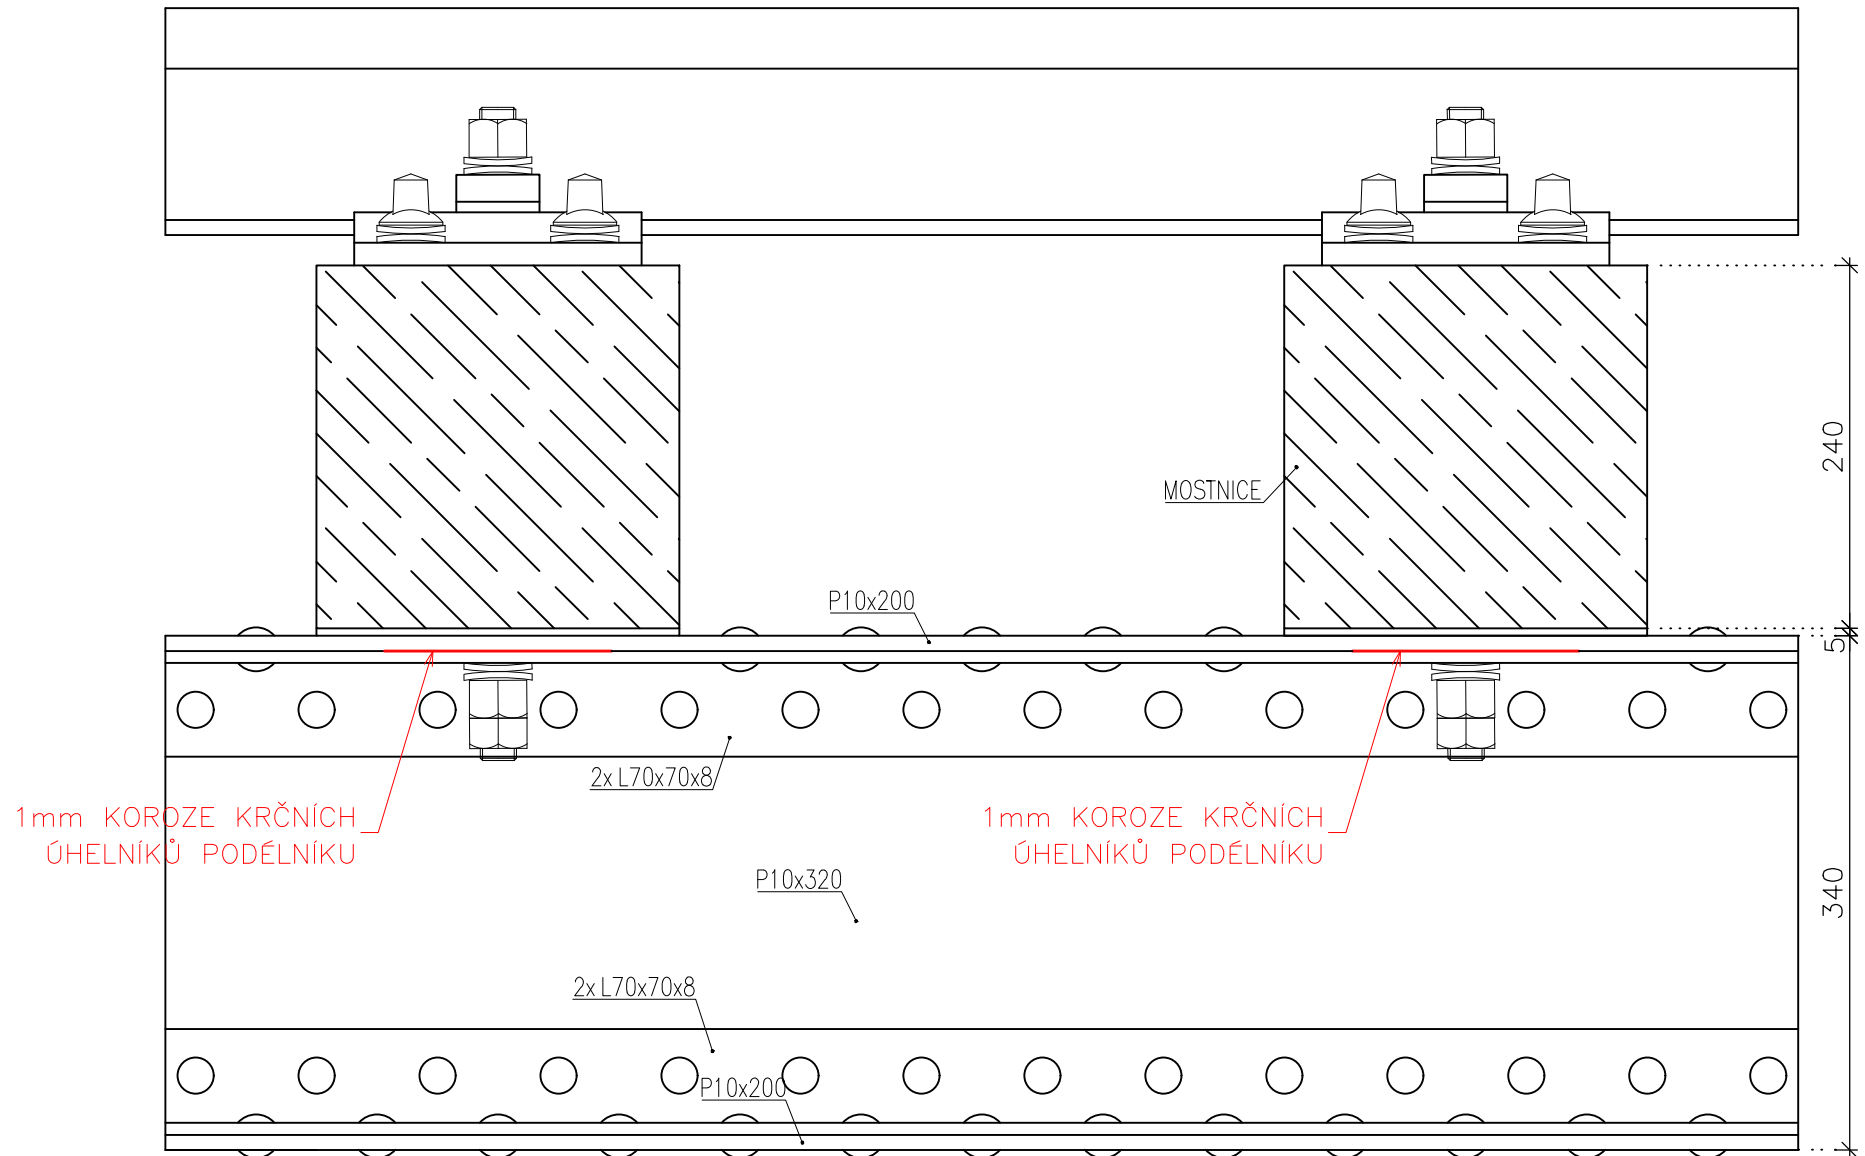 240
MOSTNICE
P10x200
5
2x L70x70x8
1mm KOROZE KRČNÍCH
ÚHELNÍKŮ PODÉLNÍKU
1mm KOROZE KRČNÍCH
ÚHELNÍKŮ PODÉLNÍKU
P10x320
340
2x L70x70x8
P10x200